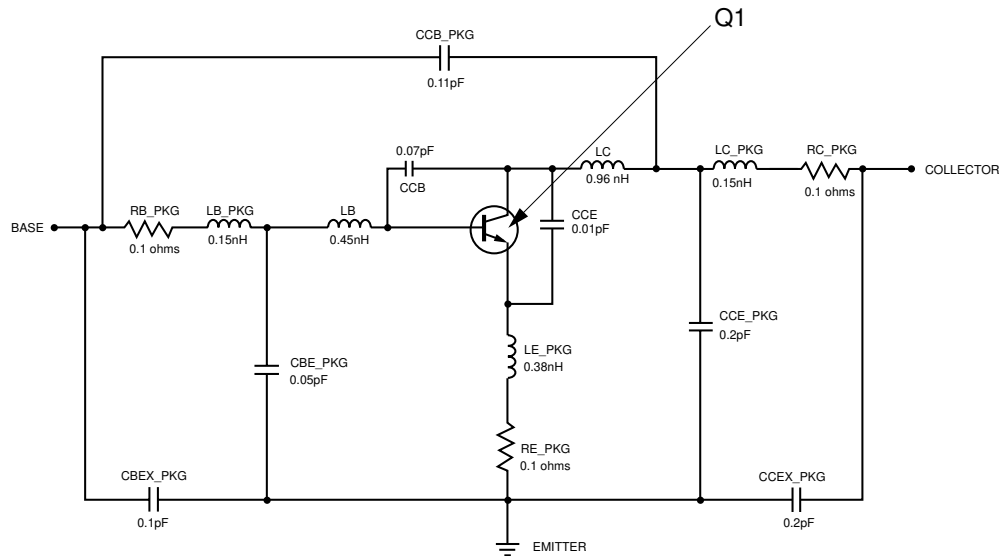 Q1
CCB_PKG
0.11pF
0.07pF
CCB
LC
0.96 nH
LC_PKG
0.15nH
RC_PKG
0.1 ohms
COLLECTOR
BASE
RB_PKG
0.1 ohms
LB_PKG
0.15nH
LB
0.45nH
CCE
0.01pF
CCE_PKG
0.2pF
LE_PKG
0.38nH
CBE_PKG
0.05pF
RE_PKG
0.1 ohms
CBEX_PKG
0.1pF
CCEX_PKG
0.2pF
EMITTER